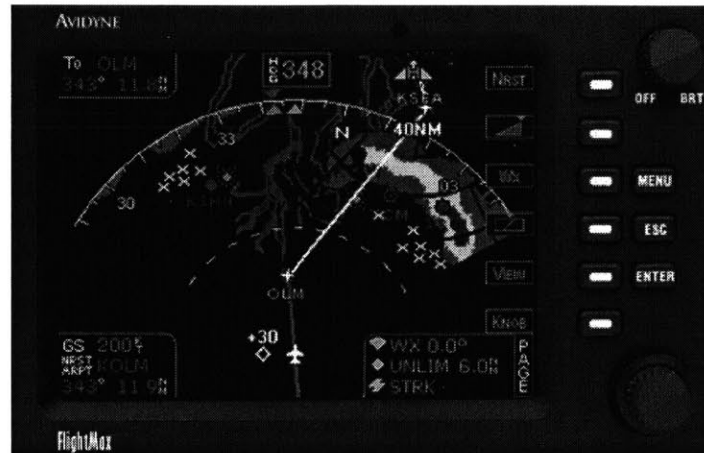 AVIDYNE
To OLM
343° 11.8NM
HDG 348
NRST
KSEA
OFF BRT
33
N
40NM
WX
03
MENU
30
ESC
VIEW
ENTER
OLM
KNOB
+30
GS 200KT
NRST ARPT KOLM
343° 11.9NM
WX 0.0°
UNLIM 6.0NM
STRK
PAGE
FlightMax